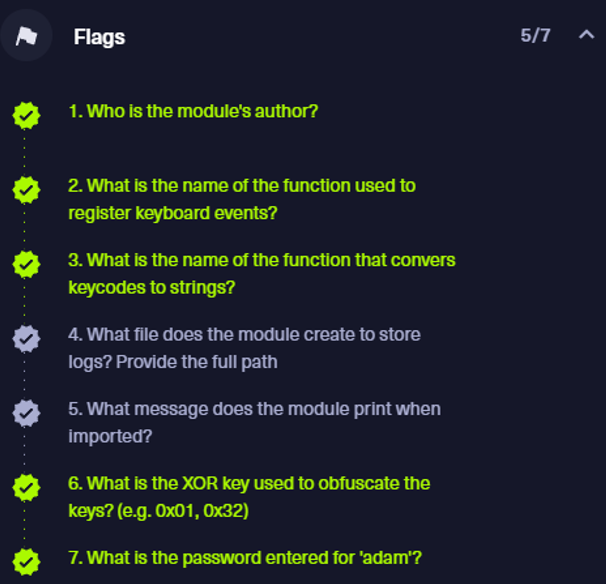 Flags
5/7
1. Who is the module's author?
2. What is the name of the function used to
register keyboard events?
3. What is the name of the function that convers
keycodes to strings?
4. What file does the module create to store
logs? Provide the full path
5. What message does the module print when
imported?
6. What is the XOR key used to obfuscate the
keys? (e.g. 0x01, 0x32)
7. What is the password entered for 'adam'?